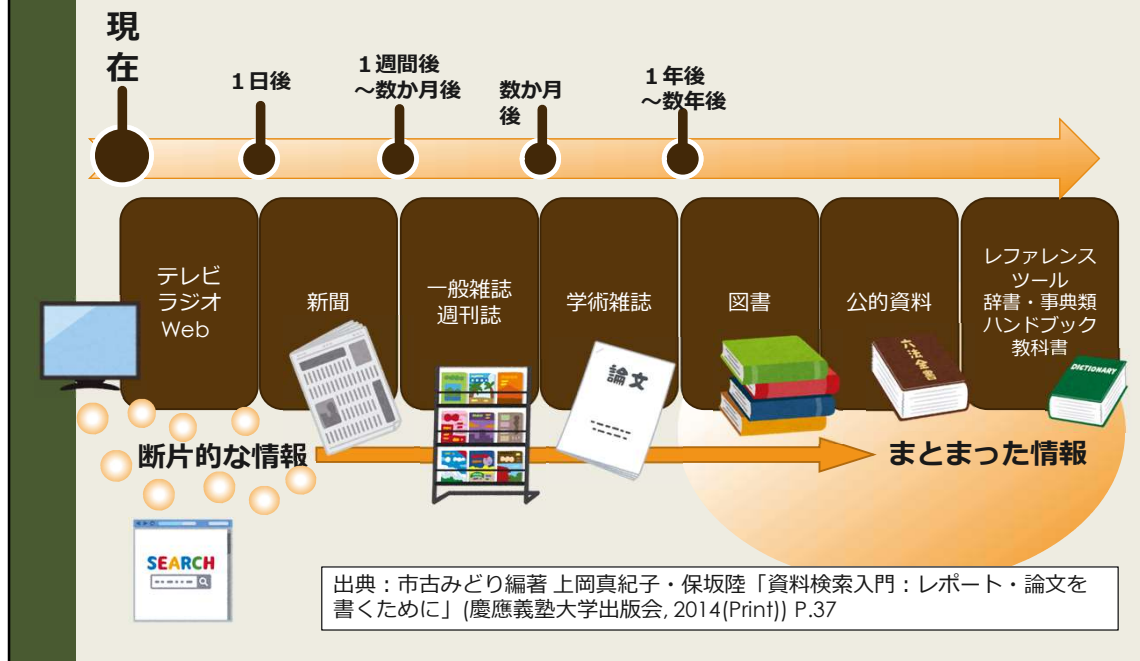 現
在
１日後
１週間後
～数か月後
数か月
後
１年後
～数年後
テレビ
ラジオ
Web
新聞
一般雑誌
週刊誌
学術雑誌
図書
公的資料
レファレンス
ツール
辞書・事典類
ハンドブック
教科書
論文
六法全書
DICTIONARY
断片的な情報
まとまった情報
SEARCH
出典：市古みどり編著 上岡真紀子・保坂陸「資料検索入門：レポート・論文を
書くために」(慶應義塾大学出版会, 2014(Print)) P.37